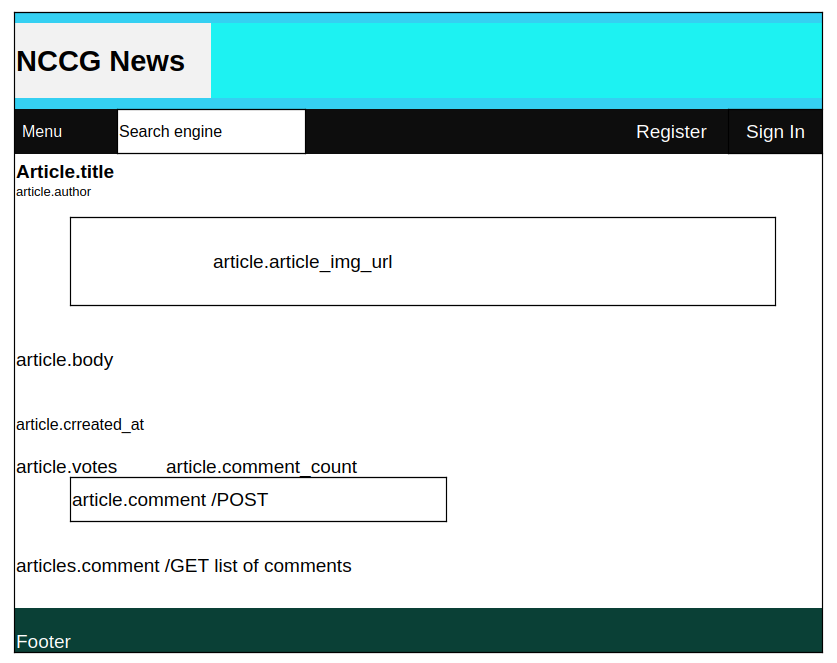 NCCG News
Menu Search engine Register Sign In
Article.title
article.author
article.article_img_url
article.body
article.crreated_at
article.votes article.comment_count
article.comment /POST
articles.comment /GET list of comments
Footer